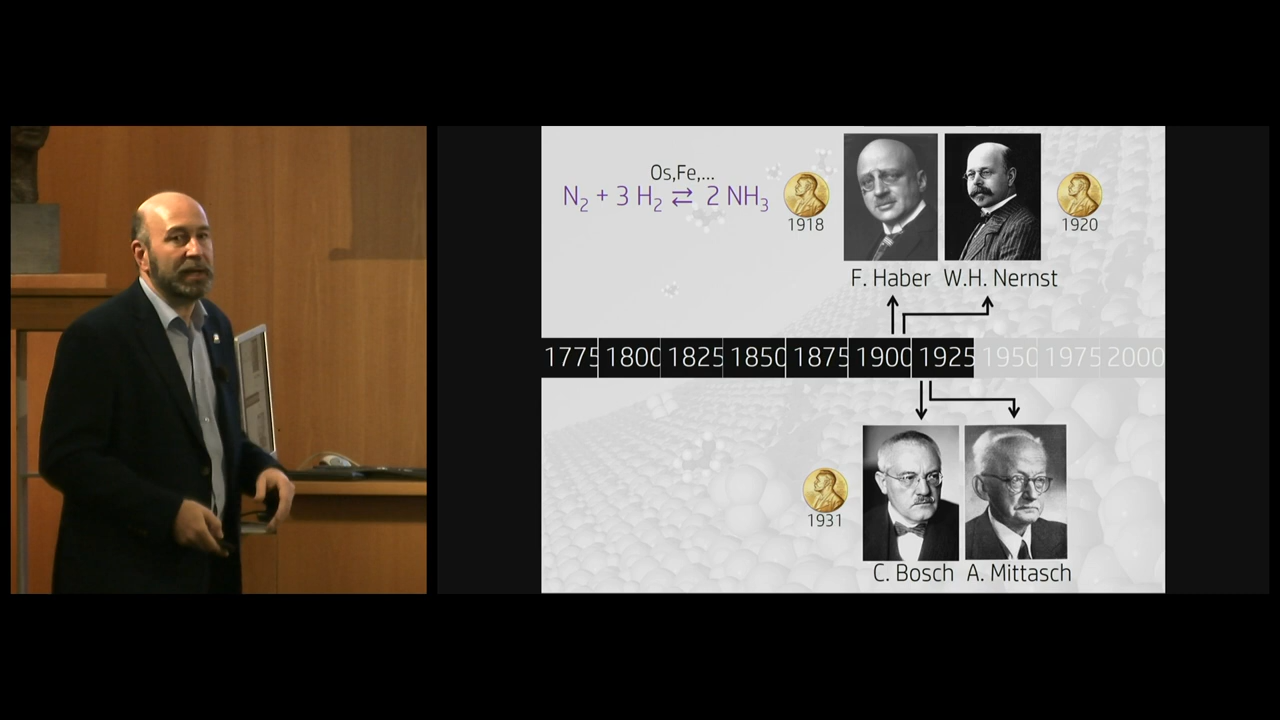 Os,Fe,...
N₂ + 3 H₂ ⇄ 2 NH₃
1918
1920
F. Haber W.H. Nernst
1775 1800 1825 1850 1875 1900 1925 1950 1975 2000
1931
C. Bosch A. Mittasch